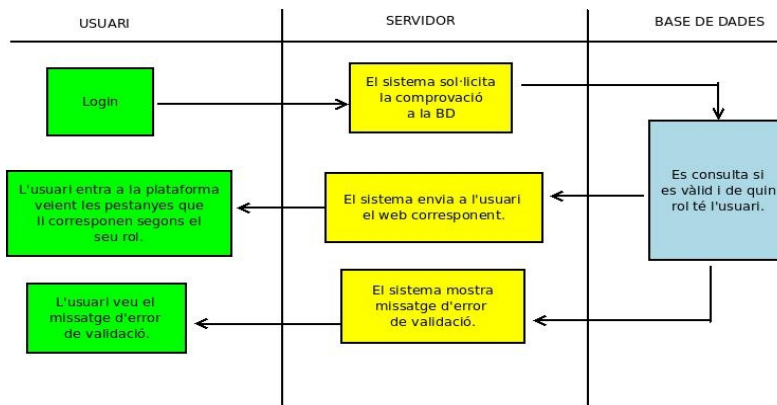 USUARI
SERVIDOR
BASE DE DADES
Login
El sistema sol·licita
la comprovació
a la BD
Es consulta si
es vàlid i de quin
rol té l'usuari.
L'usuari entra a la plataforma
veient les pestanyes que
li corresponen segons el
seu rol.
El sistema envia a l'usuari
el web corresponent.
L'usuari veu el
missatge d'error
de validació.
El sistema mostra
missatge d'error
de validació.